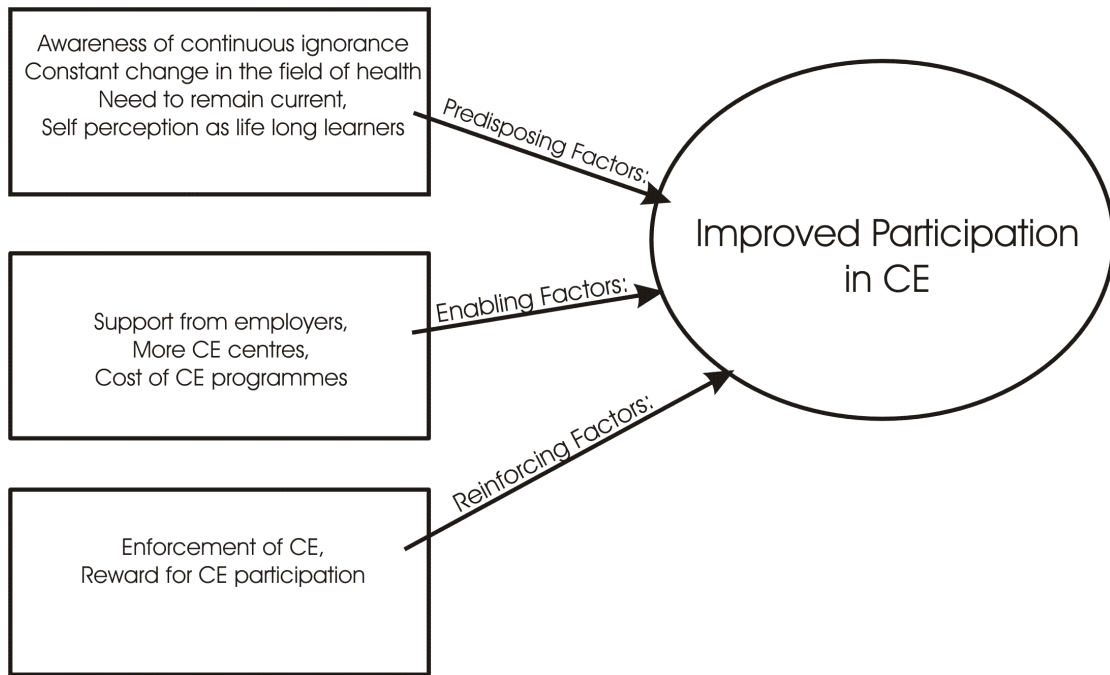 Awareness of continuous ignorance
Constant change in the field of health
Need to remain current,
Self perception as life long learners
Predisposing Factors:
Improved Participation
in CE
Support from employers,
More CE centres,
Cost of CE programmes
Enabling Factors:
Enforcement of CE,
Reward for CE participation
Reinforcing Factors: